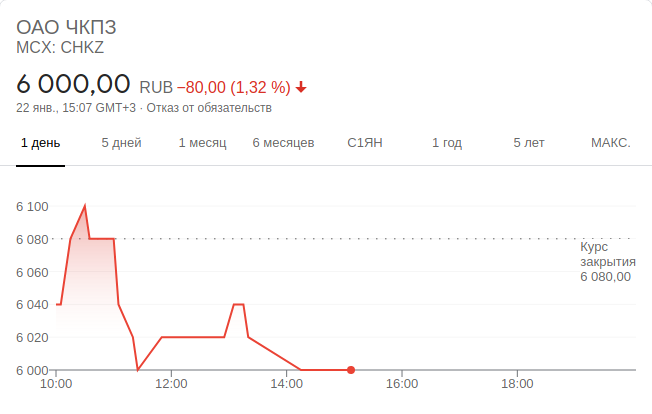 ОАО ЧКПЗ
MCX: CHKZ
6 000,00 RUB −80,00 (1,32 %)
22 янв., 15:07 GMT+3 · Отказ от обязательств
1 день 5 дней 1 месяц 6 месяцев С1ЯН 1 год 5 лет МАКС.
6 100
6 080
Курс
закрытия
6 080,00
6 060
6 040
6 020
6 000
10:00 12:00 14:00 16:00 18:00